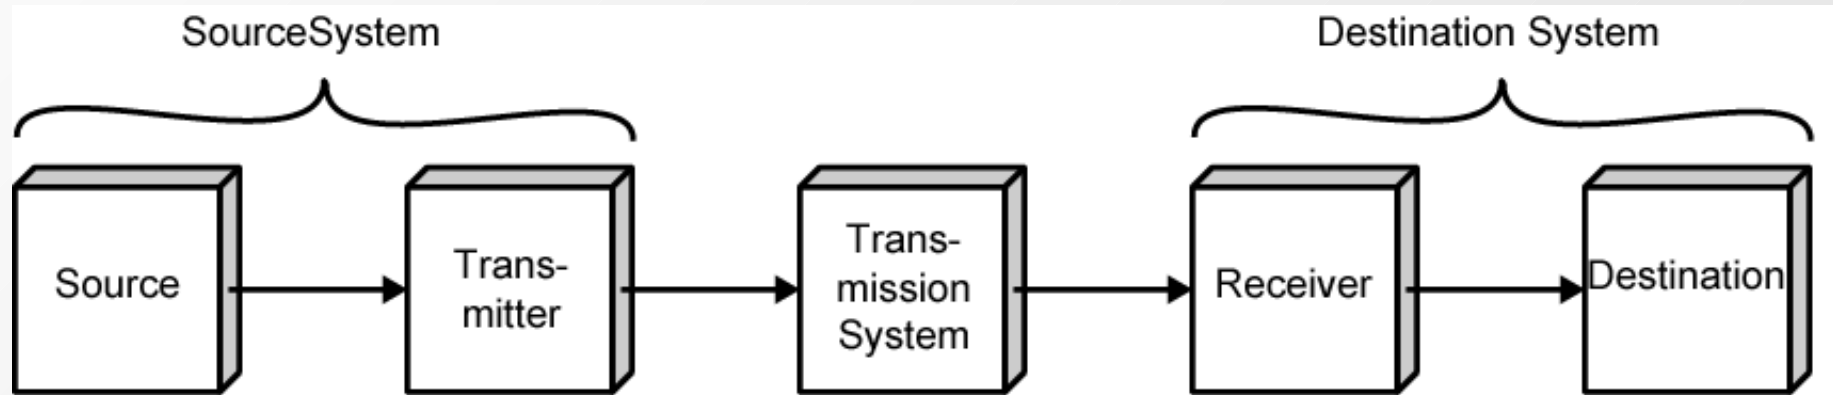 SourceSystem
Destination System
Source
Trans-
mitter
Trans-
mission
System
Receiver
Destination